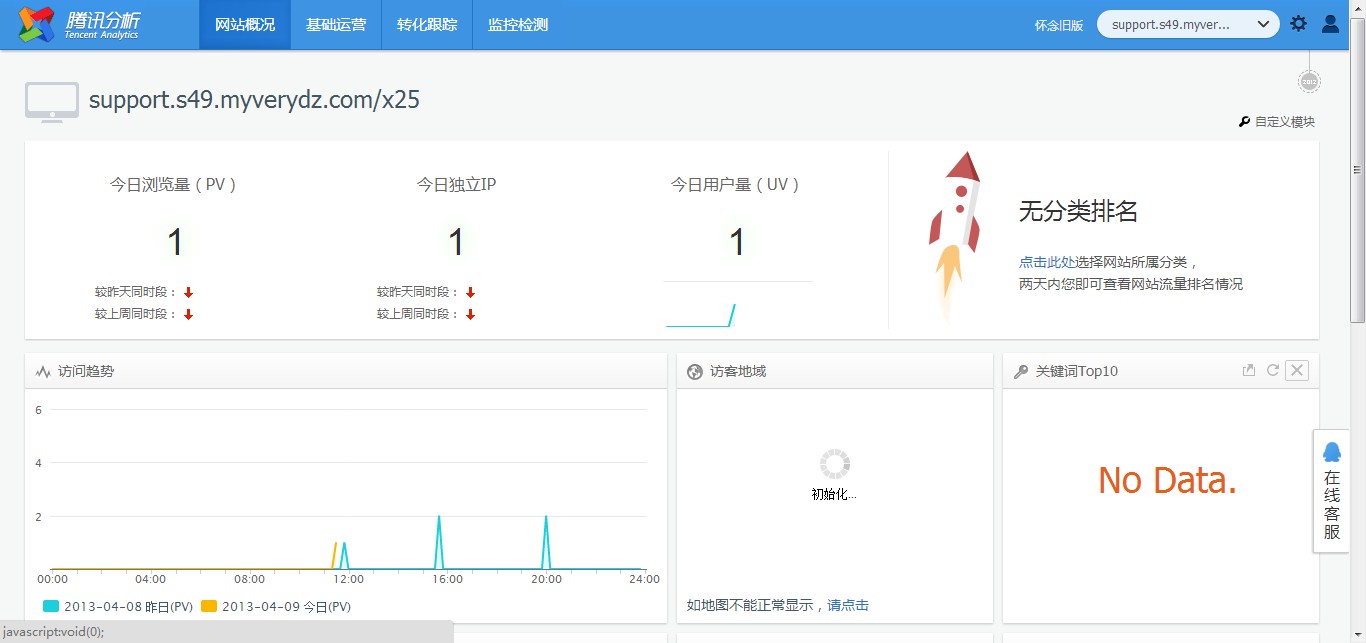 腾讯分析
Tencent Analytics
网站概况
基础运营
转化跟踪
监控检测
怀念旧版
support.s49.myver...
2013
support.s49.myverydz.com/x25
自定义模块
今日浏览量（PV）
1
较昨天同时段：
较上周同时段：
今日独立IP
1
较昨天同时段：
较上周同时段：
今日用户量（UV）
1
无分类排名
点击此处选择网站所属分类，
两天内您即可查看网站流量排名情况
访问趋势
6
4
2
00:00
04:00
08:00
12:00
16:00
20:00
24:00
2013-04-08 昨日(PV)
2013-04-09 今日(PV)
访客地域
初始化...
如地图不能正常显示，请点击
关键词Top10
No Data.
在线客服
javascript:void(0);